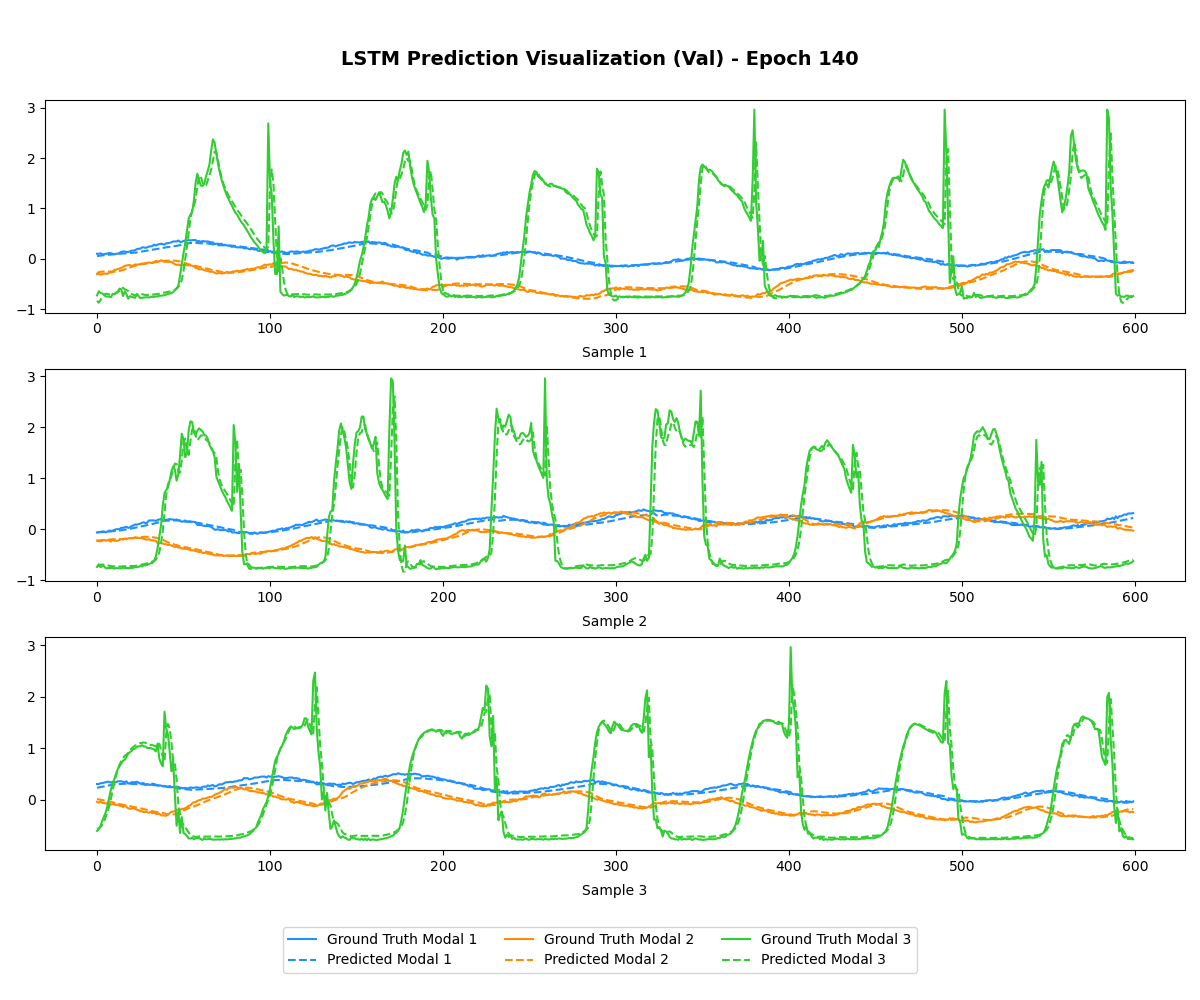 LSTM Prediction Visualization (Val) - Epoch 140
3
2
1
0
−1
0 100 200 300 400 500 600
Sample 1
3
2
1
0
−1
0 100 200 300 400 500 600
Sample 2
3
2
1
0
0 100 200 300 400 500 600
Sample 3
Ground Truth Modal 1 Ground Truth Modal 2 Ground Truth Modal 3
Predicted Modal 1 Predicted Modal 2 Predicted Modal 3